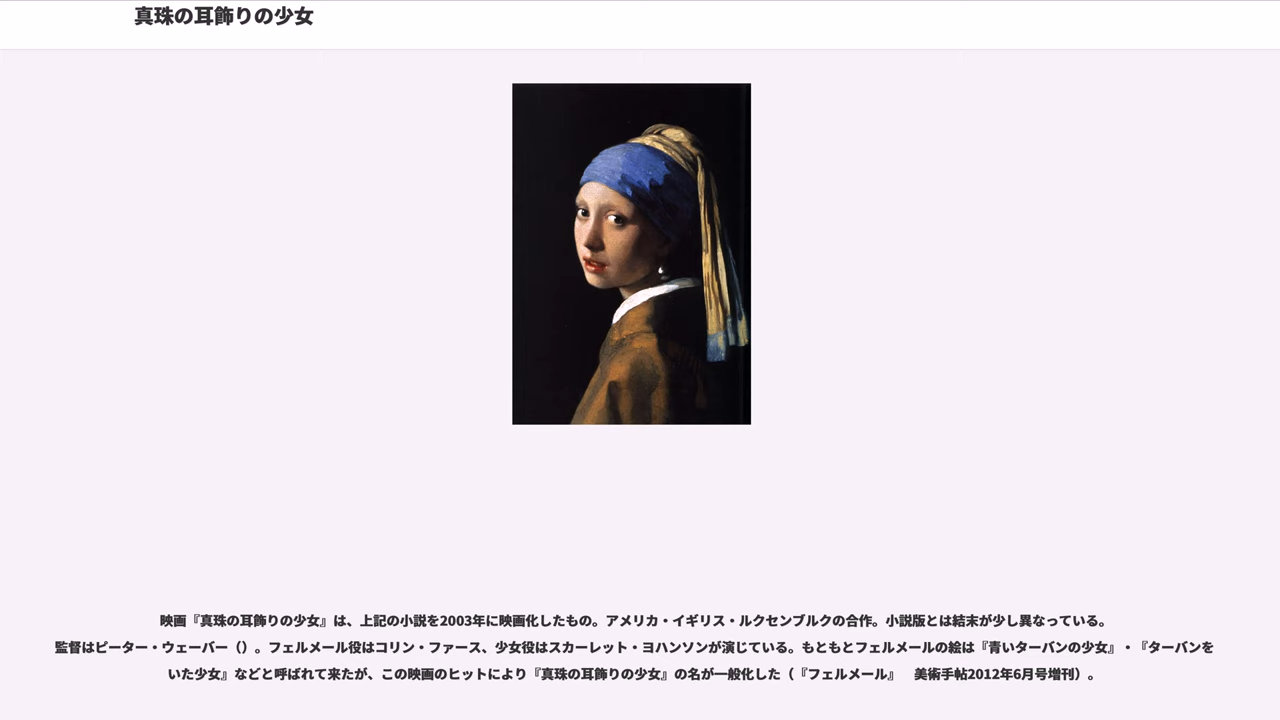 真珠の耳飾りの少女
映画『真珠の耳飾りの少女』は、上記の小説を2003年に映画化したもの。アメリカ・イギリス・ルクセンブルクの合作。小説版とは結末が少し異なっている。
監督はピーター・ウェーバー（）。フェルメール役はコリン・ファース、少女役はスカーレット・ヨハンソンが演じている。もともとフェルメールの絵は『青いターバンの少女』・『ターバンを
いた少女』などと呼ばれて来たが、この映画のヒットにより『真珠の耳飾りの少女』の名が一般化した（『フェルメール』　美術手帖2012年6月号増刊）。